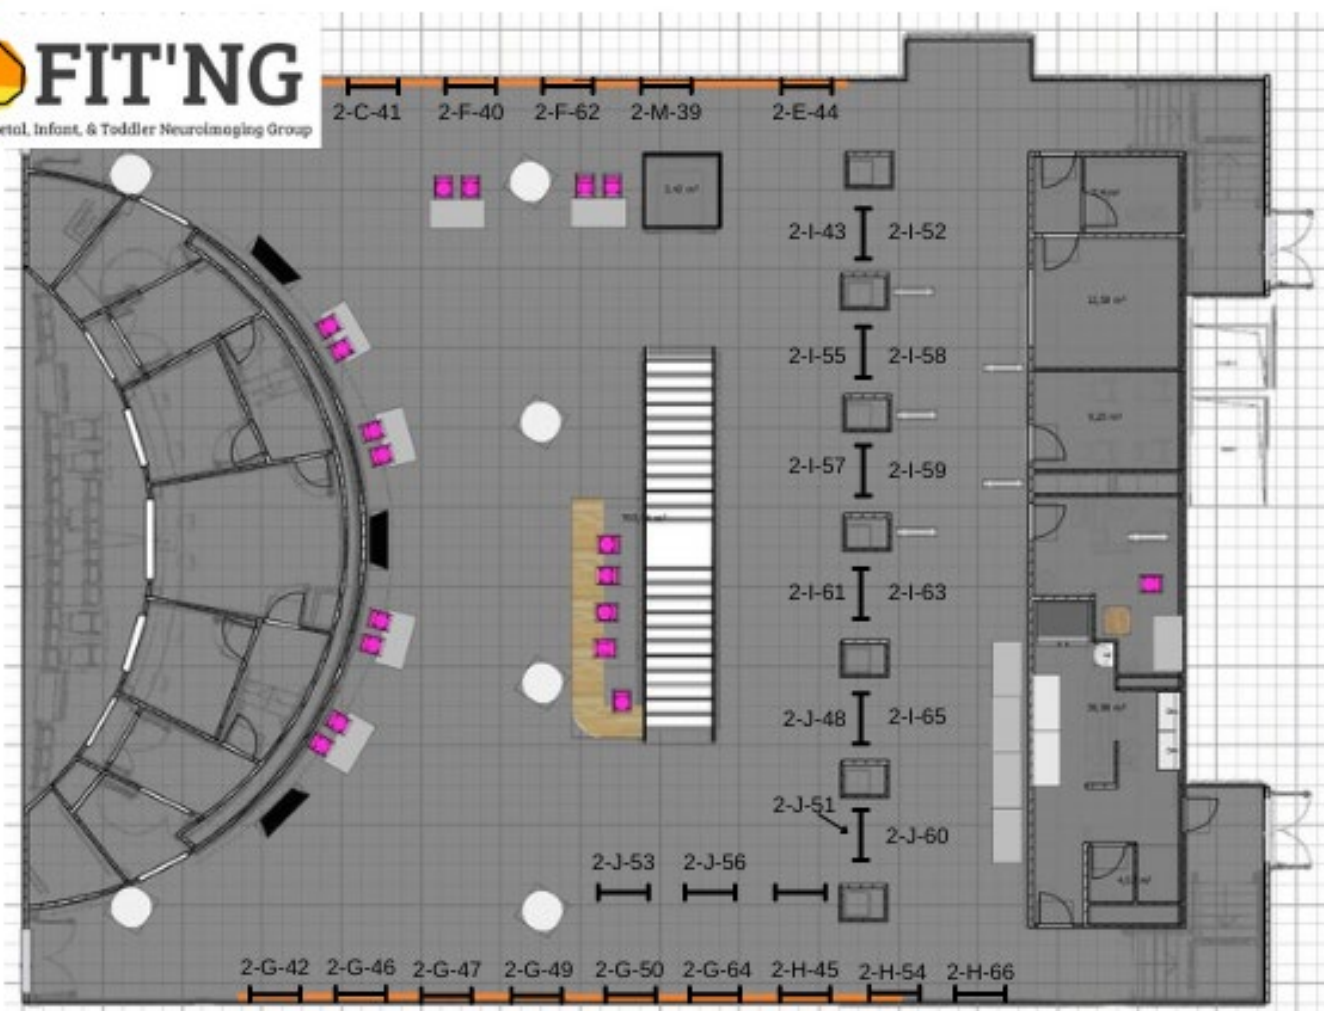 FIT'NG
etal, Infant, & Toddler Neuroimaging Group
2-C-41 2-F-40 2-F-62 2-M-39 2-E-44
2-I-43 2-I-52
2-I-55 2-I-58
2-I-57 2-I-59
2-I-61 2-I-63
2-J-48 2-I-65
2-J-51
2-J-60
2-J-53 2-J-56
2-G-42 2-G-46 2-G-47 2-G-49 2-G-50 2-G-64 2-H-45 2-H-54 2-H-66